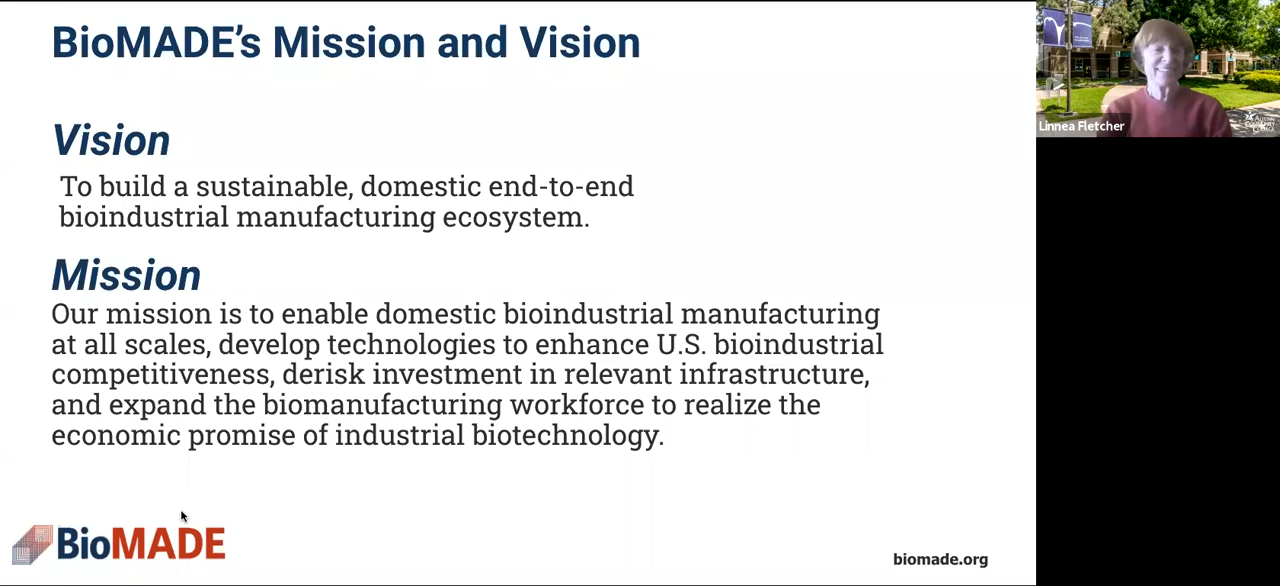 BioMADE's Mission and Vision
Vision
To build a sustainable, domestic end-to-end
bioindustrial manufacturing ecosystem.
Mission
Our mission is to enable domestic bioindustrial manufacturing
at all scales, develop technologies to enhance U.S. bioindustrial
competitiveness, derisk investment in relevant infrastructure,
and expand the biomanufacturing workforce to realize the
economic promise of industrial biotechnology.
BioMADE
biomade.org
Linnea Fletcher